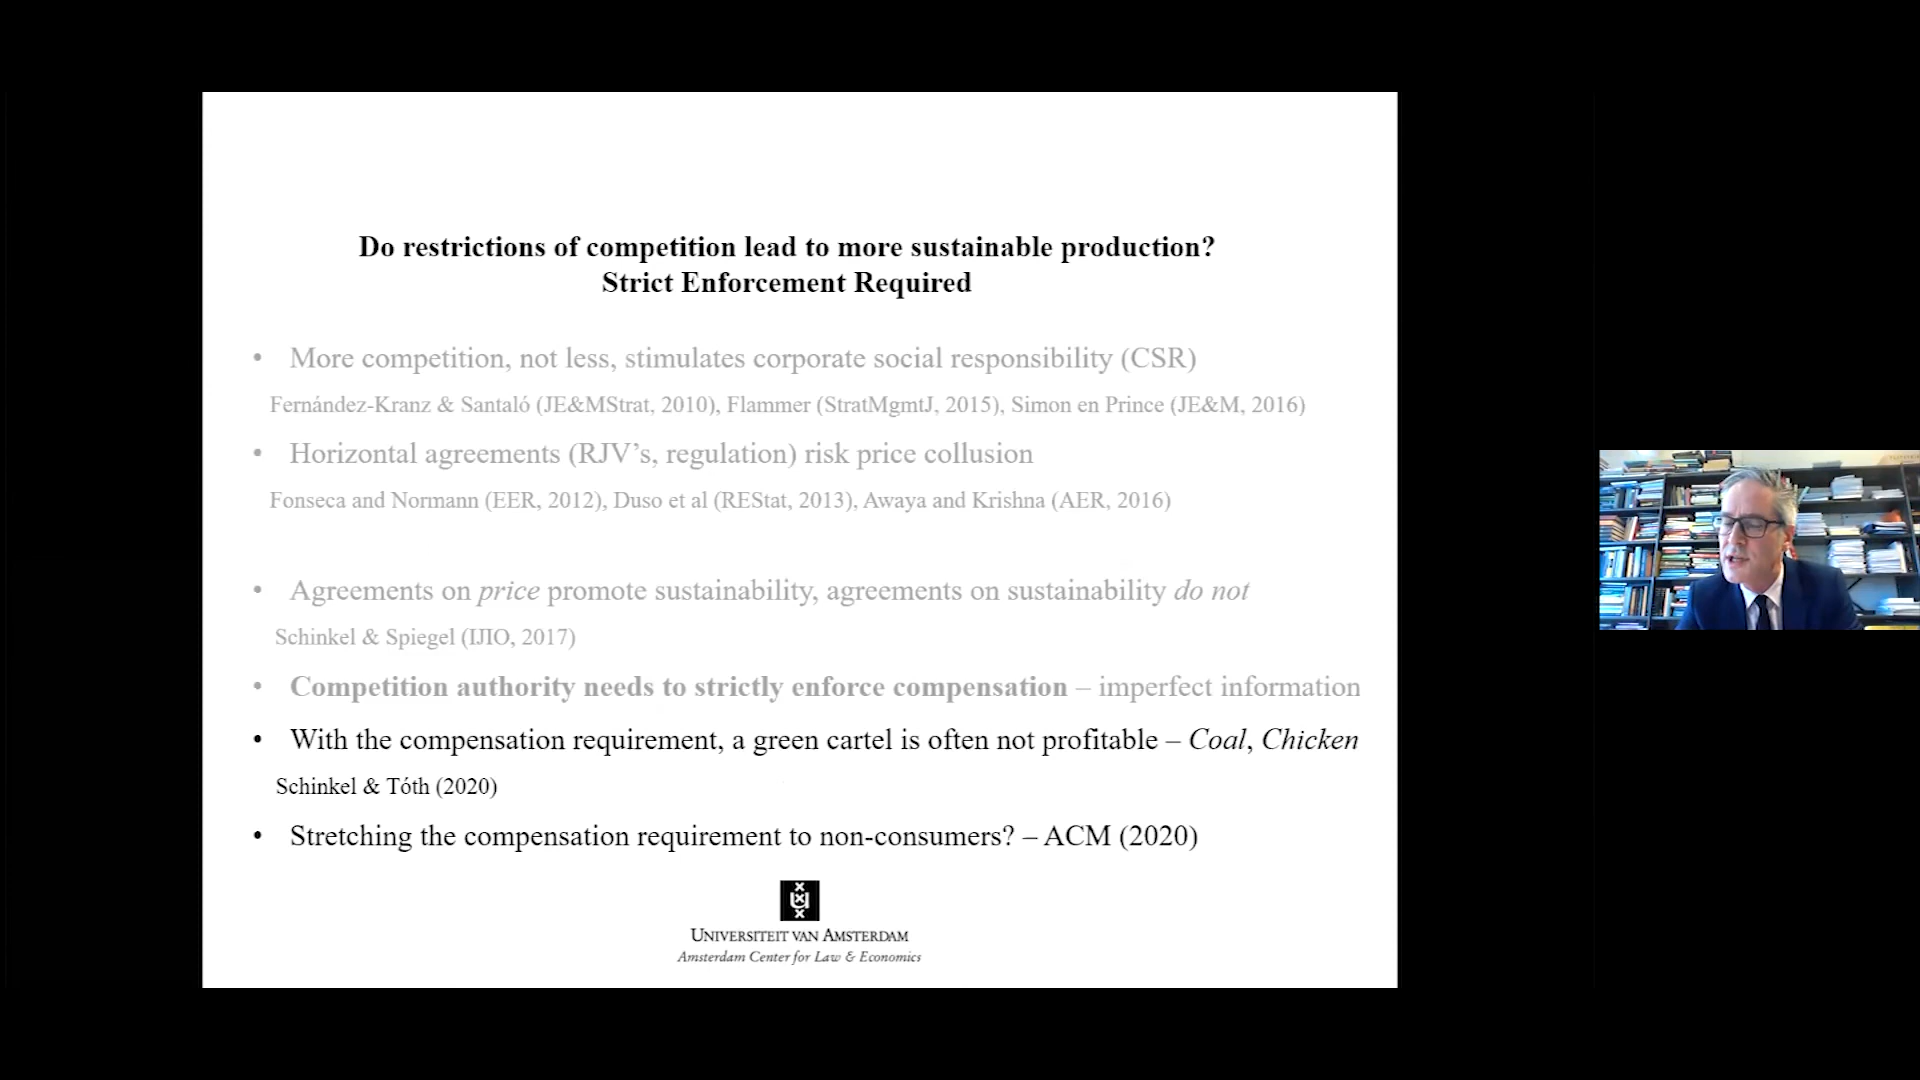 Do restrictions of competition lead to more sustainable production?
Strict Enforcement Required
• More competition, not less, stimulates corporate social responsibility (CSR)
Fernández-Kranz & Santaló (JE&MStrat, 2010), Flammer (StratMgmtJ, 2015), Simon en Prince (JE&M, 2016)
• Horizontal agreements (RJV’s, regulation) risk price collusion
Fonseca and Normann (EER, 2012), Duso et al (REStat, 2013), Awaya and Krishna (AER, 2016)
• Agreements on price promote sustainability, agreements on sustainability do not
Schinkel & Spiegel (IJIO, 2017)
• Competition authority needs to strictly enforce compensation – imperfect information
• With the compensation requirement, a green cartel is often not profitable – Coal, Chicken
Schinkel & Tóth (2020)
• Stretching the compensation requirement to non-consumers? – ACM (2020)
UNIVERSITEIT VAN AMSTERDAM
Amsterdam Center for Law & Economics